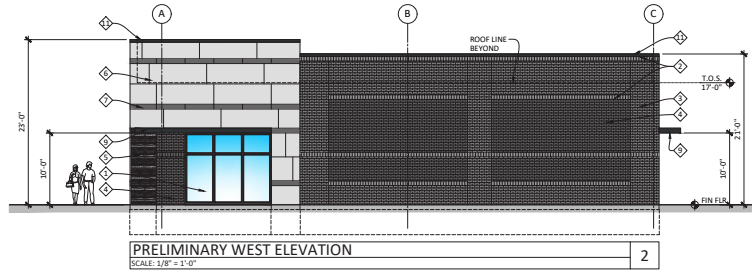 A
B
C
11
11
ROOF LINE
BEYOND
2
6
T.O.S.
17'-0"
3
7
4
23'-0"
21'-0"
9
5
10'-0"
10'-0"
9
1
4
FIN FLR.
PRELIMINARY WEST ELEVATION
2
SCALE: 1/8" = 1'-0"